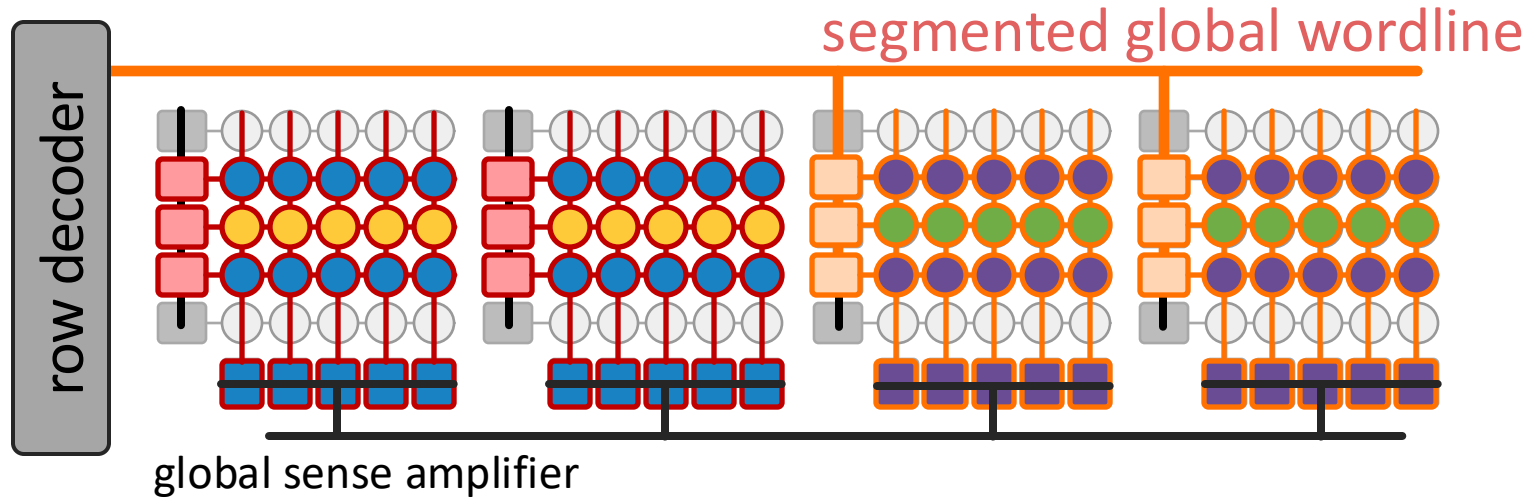 segmented global wordline
row decoder
global sense amplifier